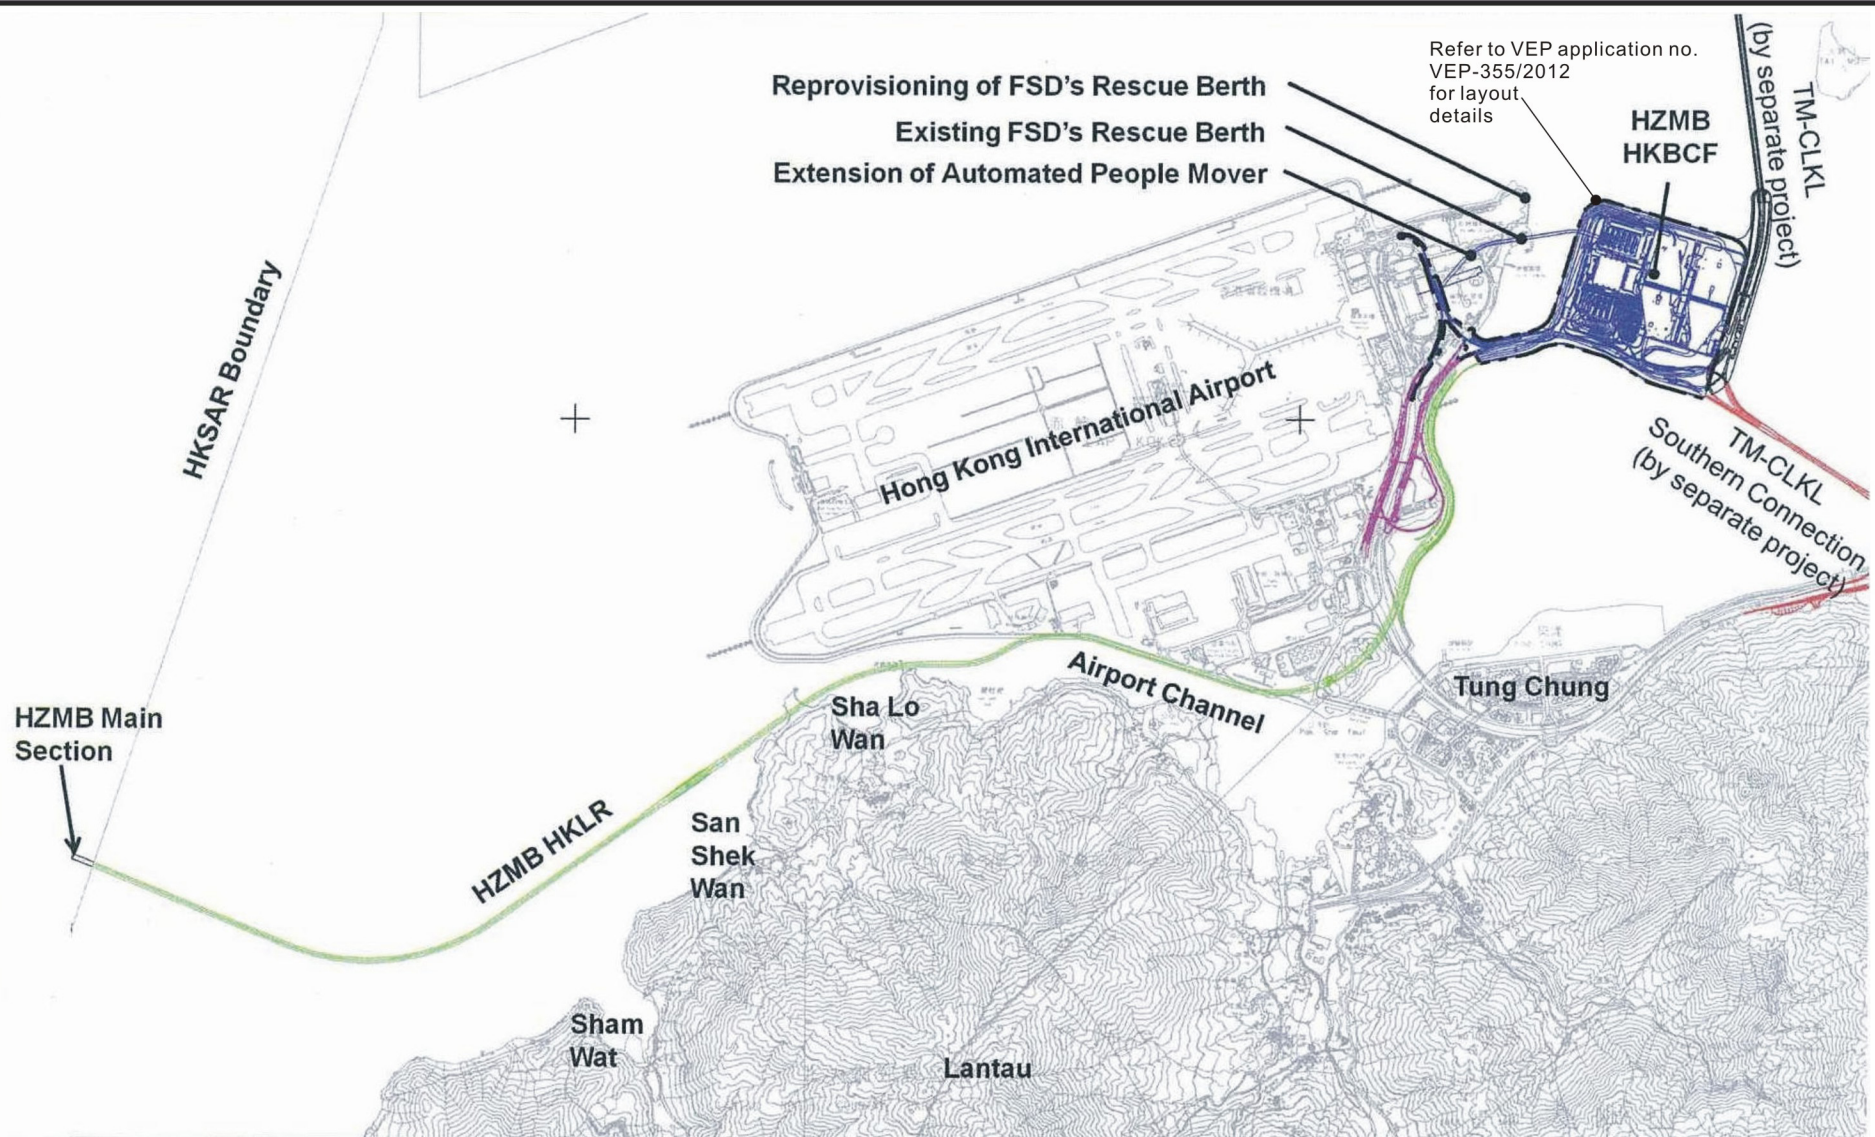 Refer to VEP application no.
VEP-355/2012
for layout
details
Reprovisioning of FSD's Rescue Berth
Existing FSD's Rescue Berth
Extension of Automated People Mover
HZMB
HKBCF
TM-CLKL
(by separate project)
HKSAR Boundary
Hong Kong International Airport
TM-CLKL
Southern Connection
(by separate project)
Airport Channel
Tung Chung
Sha Lo
Wan
HZMB Main
Section
HZMB HKLR
San
Shek
Wan
Sham
Wat
Lantau